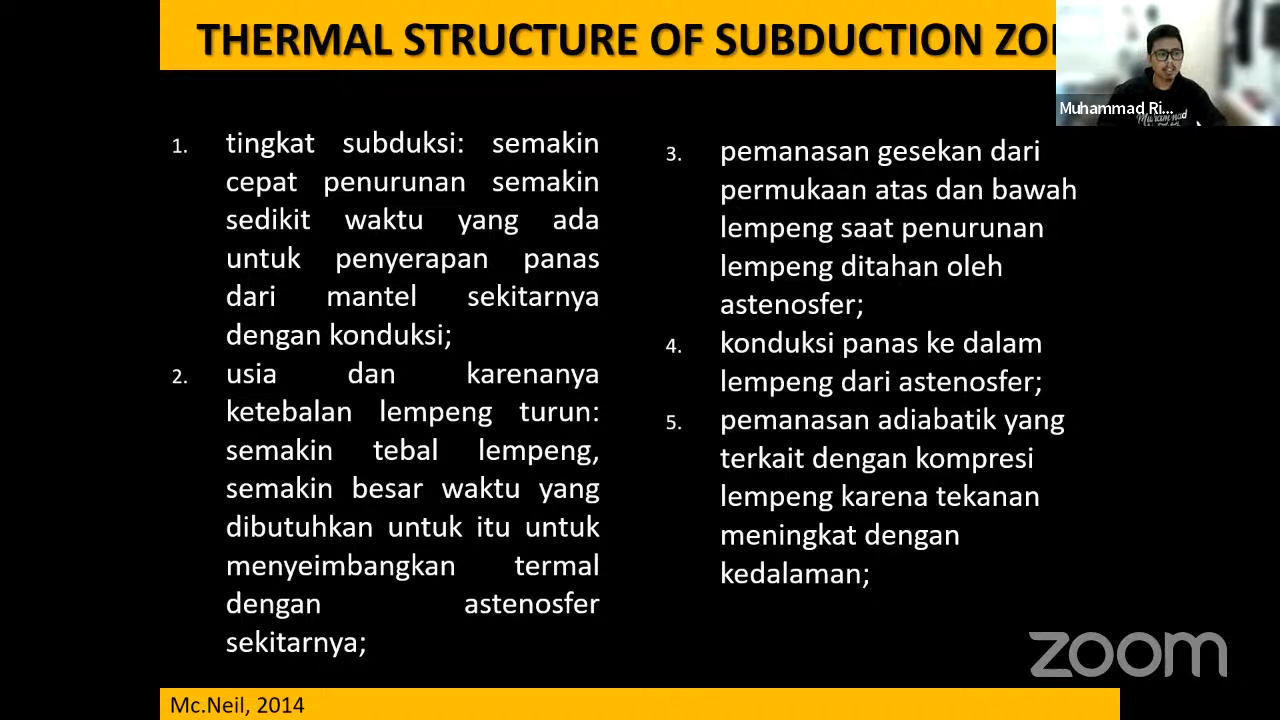 THERMAL STRUCTURE OF SUBDUCTION
Muhammad Ri...
1. tingkat subduksi: semakin
cepat penurunan semakin
sedikit waktu yang ada
untuk penyerapan panas
dari mantel sekitarnya
dengan konduksi;
2. usia dan karenanya
ketebalan lempeng turun:
semakin tebal lempeng,
semakin besar waktu yang
dibutuhkan untuk itu untuk
menyeimbangkan termal
dengan astenosfer
sekitarnya;
3. pemanasan gesekan dari
permukaan atas dan bawah
lempeng saat penurunan
lempeng ditahan oleh
astenosfer;
4. konduksi panas ke dalam
lempeng dari astenosfer;
5. pemanasan adiabatik yang
terkait dengan kompresi
lempeng karena tekanan
meningkat dengan
kedalaman;
zoom
Mc.Neil, 2014